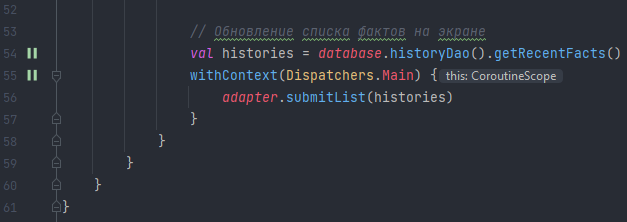 52
53 // Обновление списка фактов на экране
54 val histories = database.historyDao().getRecentFacts()
55 withContext(Dispatchers.Main) { this: CoroutineScope
56 adapter.submitList(histories)
57 }
58 }
59 }
60 }
61 }